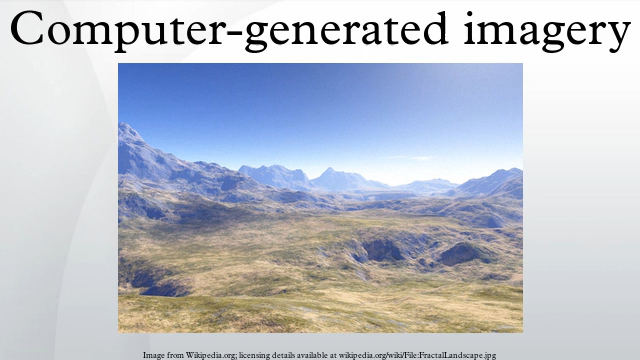 Computer-generated imagery
Image from Wikipedia.org; licensing details available at wikipedia.org/wiki/File:FractalLandscape.jpg